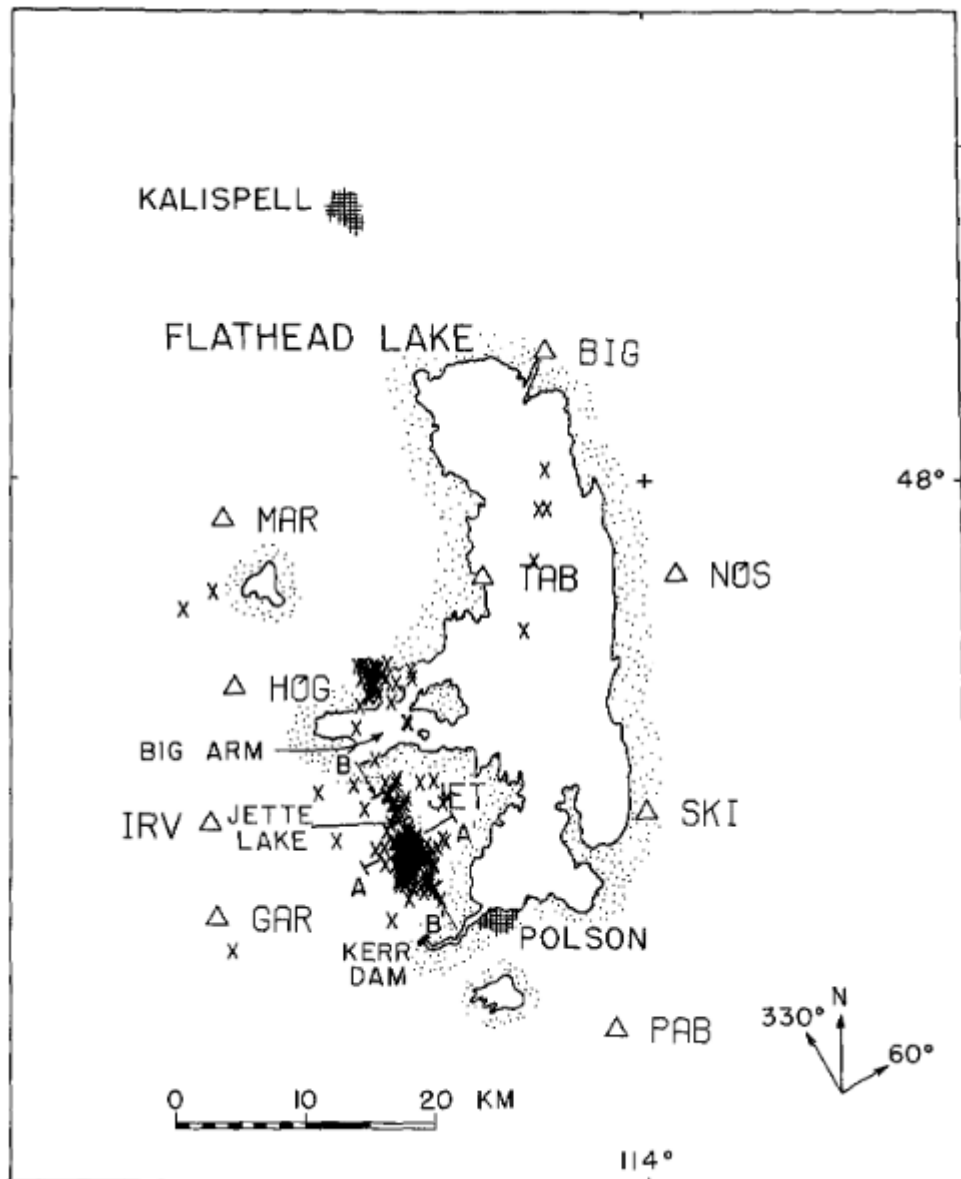 KALISPELL
FLATHEAD LAKE
BIG
48°
MAR
TAB
NØS
HØG
BIG ARM
B
JET
IRV
JETTE
LAKE
SKI
A
A
GAR
B
POLSON
KERR
DAM
PAB
330°
N
60°
0 10 20 KM
114°